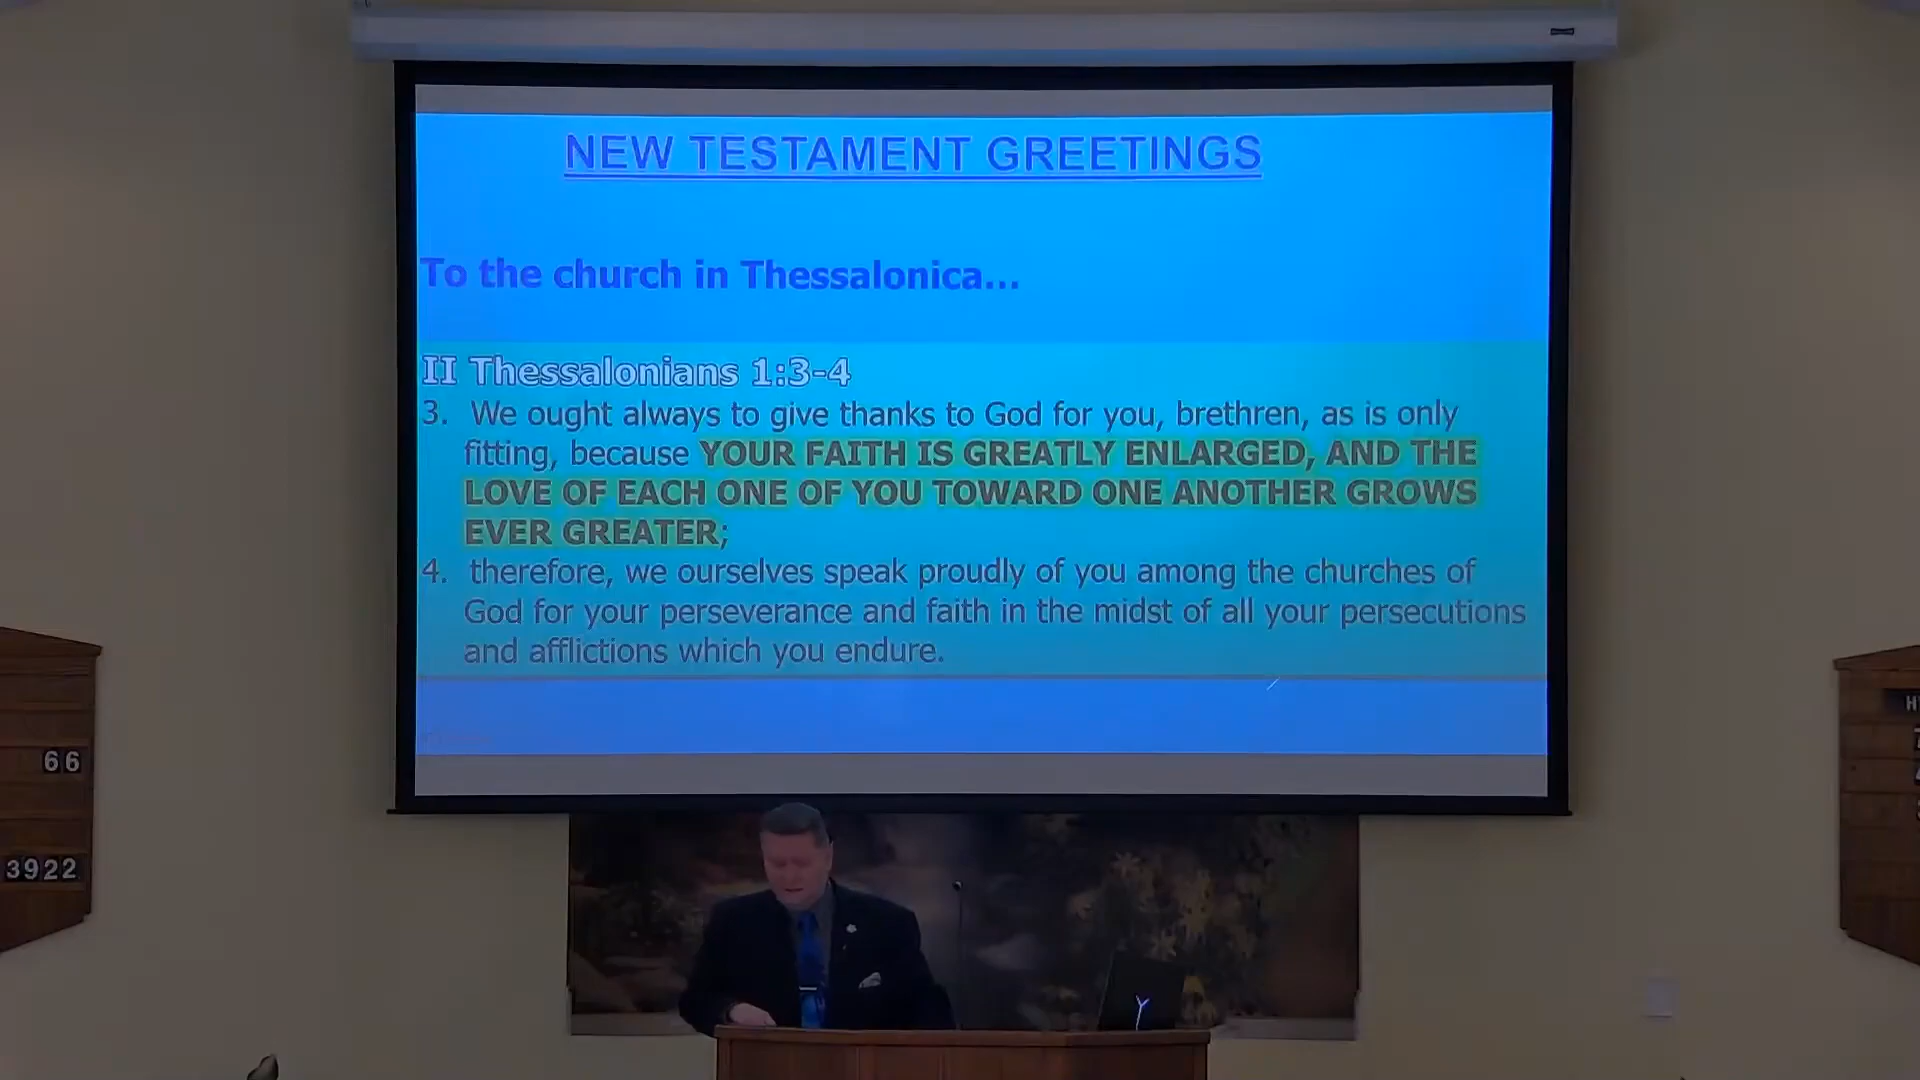 NEW TESTAMENT GREETINGS
To the church in Thessalonica...
II Thessalonians 1:3-4
3. We ought always to give thanks to God for you, brethren, as is only
fitting, because YOUR FAITH IS GREATLY ENLARGED, AND THE
LOVE OF EACH ONE OF YOU TOWARD ONE ANOTHER GROWS
EVER GREATER;
4. therefore, we ourselves speak proudly of you among the churches of
God for your perseverance and faith in the midst of all your persecutions
and afflictions which you endure.
66
3922